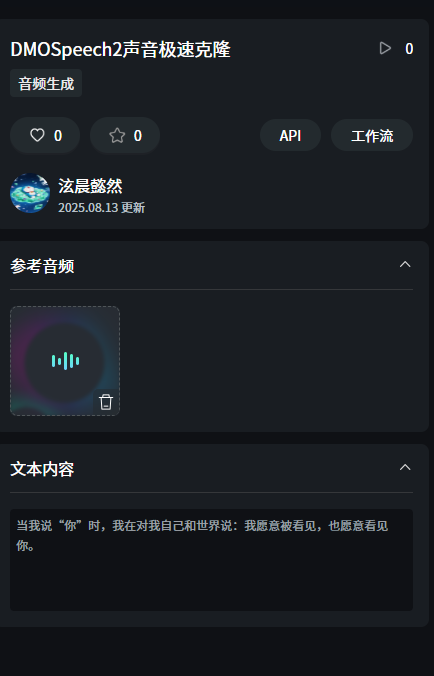 DMOSpeech2声音极速克隆
0
音频生成
0
0
API
工作流
泫晨懿然
2025.08.13 更新
参考音频
文本内容
当我说“你”时，我在对我自己和世界说：我愿意被看见，也愿意看见
你。